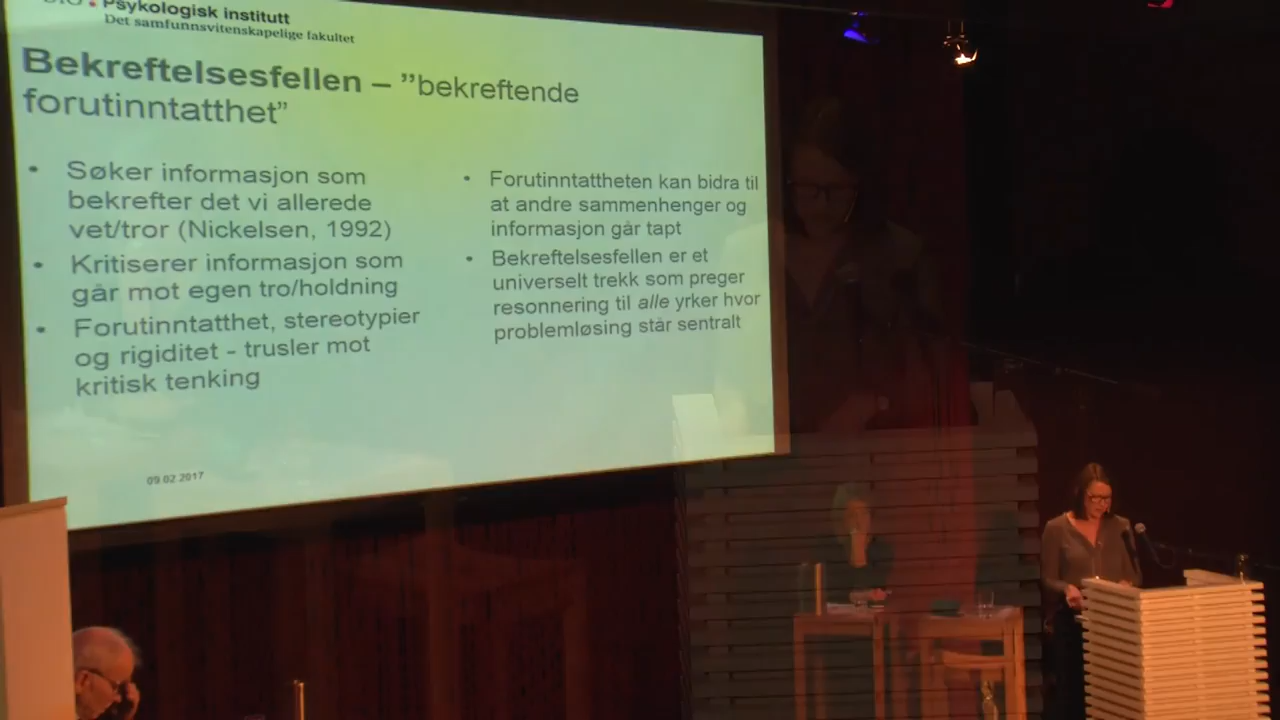 Psykologisk institutt
Det samfunnsvitenskapelige fakultet
Bekreftelsesfellen – ”bekreftende
forutinntatthet”
• Søker informasjon som
bekrefter det vi allerede
vet/tror (Nickelsen, 1992)
• Kritiserer informasjon som
går mot egen tro/holdning
• Forutinntatthet, stereotypier
og rigiditet - trusler mot
kritisk tenking
• Forutinntattheten kan bidra til
at andre sammenhenger og
informasjon går tapt
• Bekreftelsesfellen er et
universelt trekk som preger
resonnering til alle yrker hvor
problemløsing står sentralt
09.02.2017